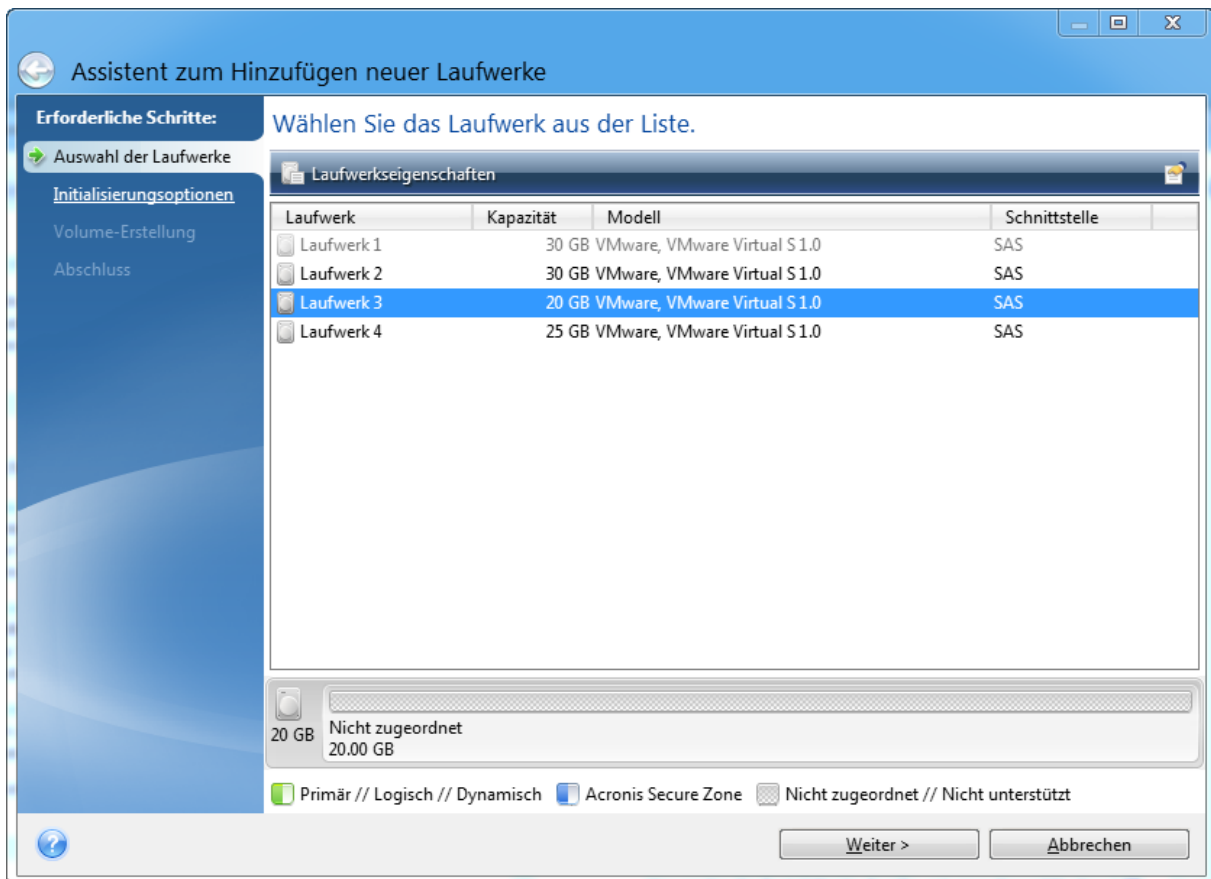 Assistent zum Hinzufügen neuer Laufwerke
Erforderliche Schritte:
Auswahl der Laufwerke
Initialisierungsoptionen
Volume-Erstellung
Abschluss
Wählen Sie das Laufwerk aus der Liste.
Laufwerkseigenschaften
Laufwerk Kapazität Modell Schnittstelle
Laufwerk 1 30 GB VMware, VMware Virtual S 1.0 SAS
Laufwerk 2 30 GB VMware, VMware Virtual S 1.0 SAS
Laufwerk 3 20 GB VMware, VMware Virtual S 1.0 SAS
Laufwerk 4 25 GB VMware, VMware Virtual S 1.0 SAS
20 GB
Nicht zugeordnet
20.00 GB
Primär // Logisch // Dynamisch Acronis Secure Zone Nicht zugeordnet // Nicht unterstützt
? Weiter > Abbrechen